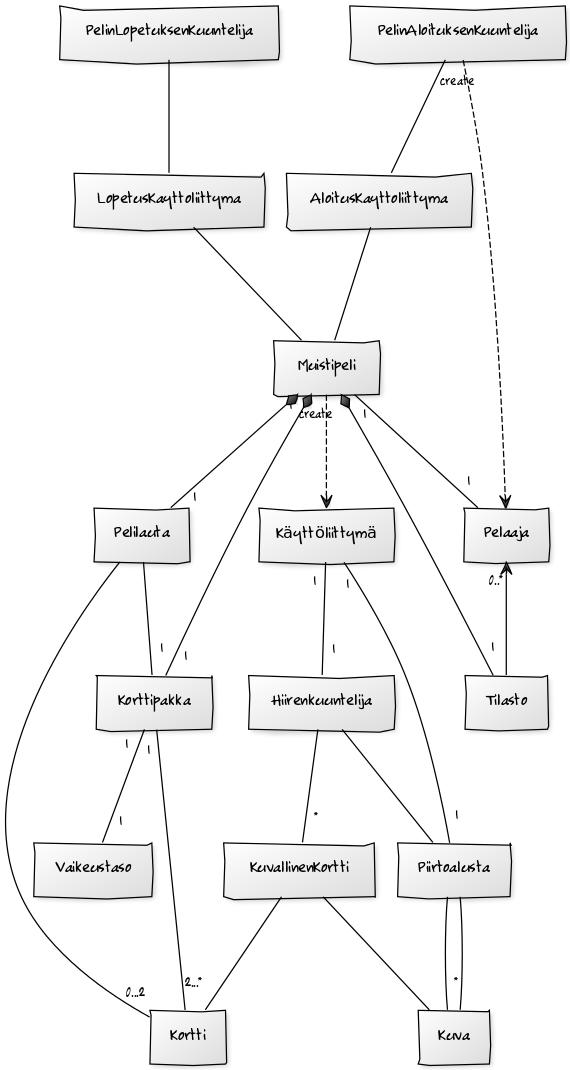 PelinLopetuksenKuuntelija
PelinAloituksenKuuntelija
create
LopetusKayttoliittyma
AloitusKayttoliittyma
Muistipeli
1
create
1
1
1
Pelilauta
Käyttöliittymä
Pelaaja
1
1
0..*
1
1
1
1
Korttipakka
Hiirenkuuntelija
Tilasto
1
1
1
*
1
Vaikeustaso
KuvallinenKortti
Piirtoalusta
0...2
2...*
*
Kortti
Kuva